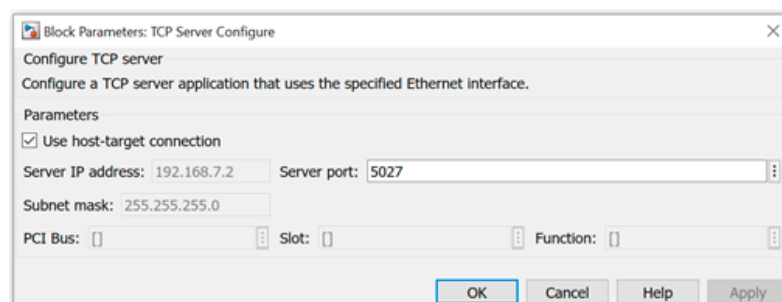 Block Parameters: TCP Server Configure
Configure TCP server
Configure a TCP server application that uses the specified Ethernet interface.
Parameters
Use host-target connection
Server IP address: 192.168.7.2 Server port: 5027
Subnet mask: 255.255.255.0
PCI Bus: [] Slot: [] Function: []
OK Cancel Help Apply